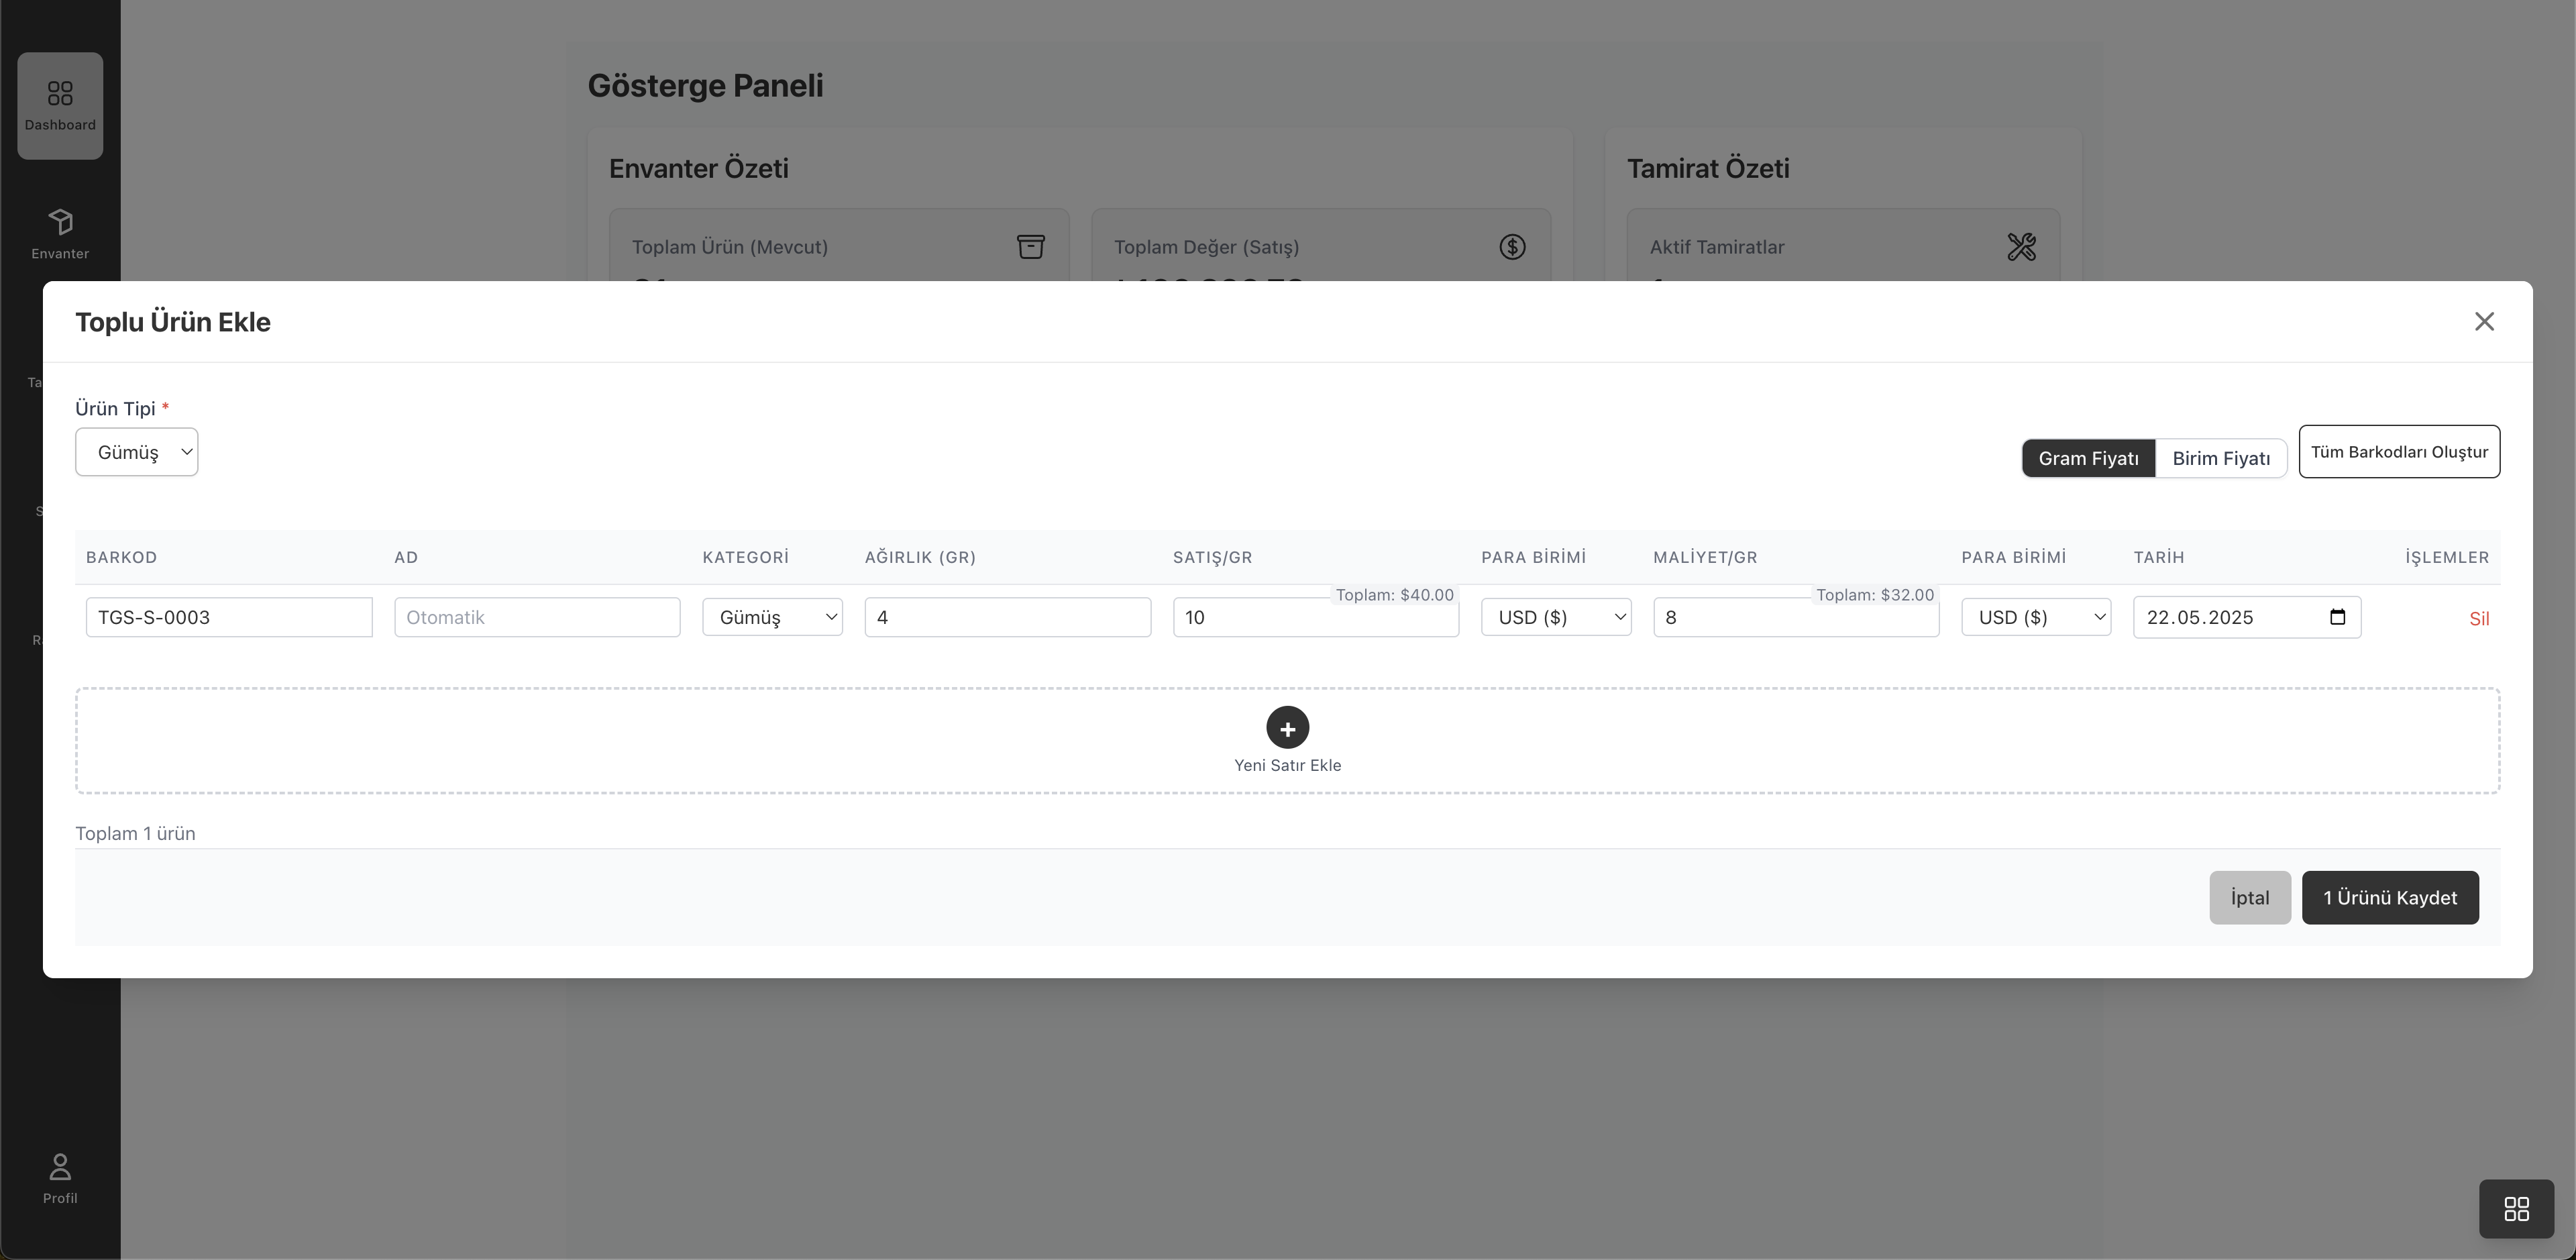 Dashboard
Envanter
Profil
Gösterge Paneli
Envanter Özeti
Tamirat Özeti
Toplam Ürün (Mevcut)
Toplam Değer (Satış)
Aktif Tamiratlar
Toplu Ürün Ekle
Ürün Tipi *
Gümüş
Gram Fiyatı
Birim Fiyatı
Tüm Barkodları Oluştur
BARKOD AD KATEGORİ AĞIRLIK (GR) SATIŞ/GR PARA BİRİMİ MALİYET/GR PARA BİRİMİ TARİH İŞLEMLER
Toplam: $40.00 Toplam: $32.00
TGS-S-0003 Otomatik Gümüş 4 10 USD ($) 8 USD ($) 22.05.2025 Sil
+
Yeni Satır Ekle
Toplam 1 ürün
İptal
1 Ürünü Kaydet